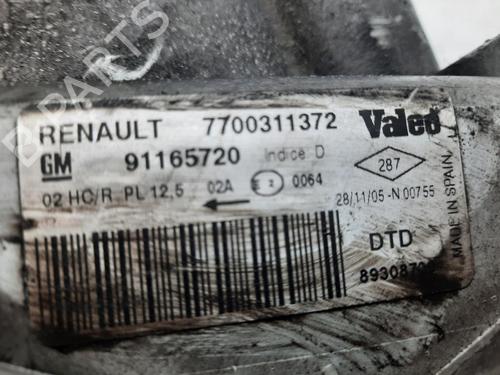 RENAULT 7700311372 Valeo
GM 91165720 Indice D 287
02 HC/R PL 12,5 02A 2 0064
28/11/05-N 00755
DTD
MADE IN SPAIN